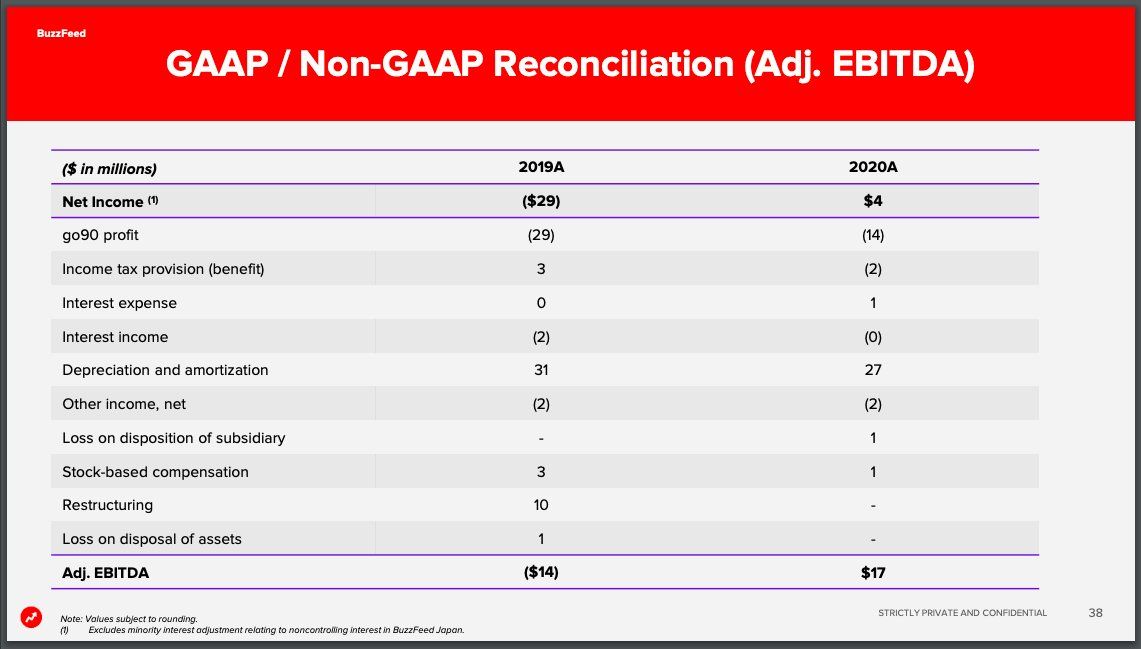 BuzzFeed
GAAP / Non-GAAP Reconciliation (Adj. EBITDA)
($ in millions) 2019A 2020A
Net Income (1) ($29) $4
go90 profit (29) (14)
Income tax provision (benefit) 3 (2)
Interest expense 0 1
Interest income (2) (0)
Depreciation and amortization 31 27
Other income, net (2) (2)
Loss on disposition of subsidiary - 1
Stock-based compensation 3 1
Restructuring 10 -
Loss on disposal of assets 1 -
Adj. EBITDA ($14) $17
Note: Values subject to rounding.
(1) Excludes minority interest adjustment relating to noncontrolling interest in BuzzFeed Japan.
STRICTLY PRIVATE AND CONFIDENTIAL 38